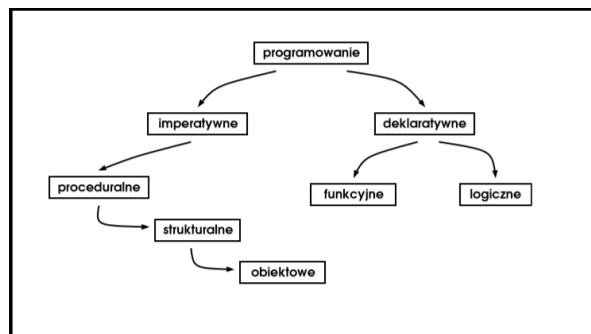 programowanie
imperatywne
deklaratywne
proceduralne
funkcyjne
logiczne
strukturalne
obiektowe